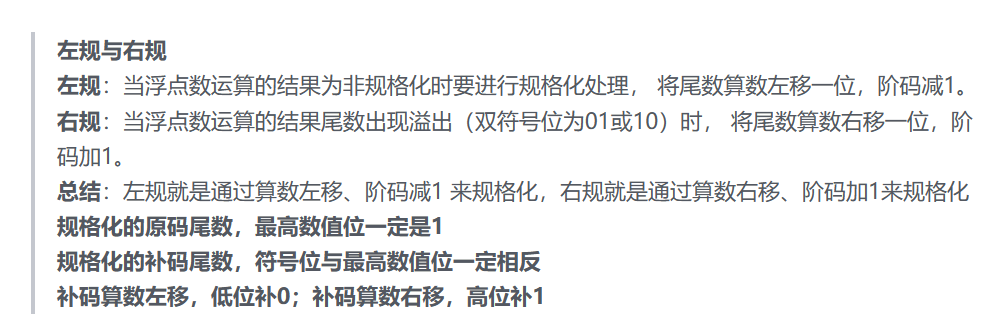 左规与右规
左规：当浮点数运算的结果为非规格化时要进行规格化处理， 将尾数算数左移一位，阶码减1。
右规：当浮点数运算的结果尾数出现溢出（双符号位为01或10）时， 将尾数算数右移一位，阶
码加1。
总结：左规就是通过算数左移、阶码减1 来规格化，右规就是通过算数右移、阶码加1来规格化
规格化的原码尾数，最高数值位一定是1
规格化的补码尾数，符号位与最高数值位一定相反
补码算数左移，低位补0；补码算数右移，高位补1